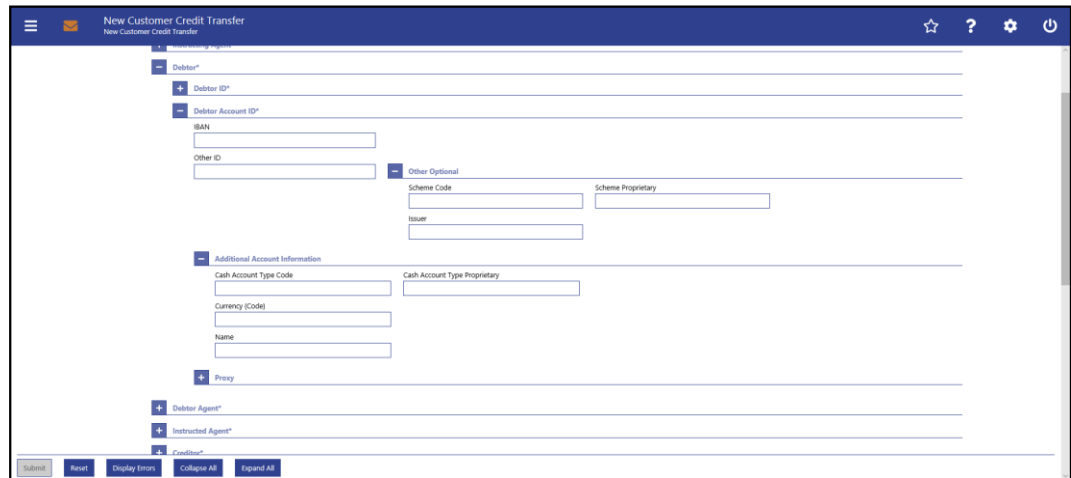 New Customer Credit Transfer
New Customer Credit Transfer
Instructing Agent
Debtor*
Debtor ID*
Debtor Account ID*
IBAN
Other ID
Other Optional
Scheme Code Scheme Proprietary
Issuer
Additional Account Information
Cash Account Type Code Cash Account Type Proprietary
Currency (Code)
Name
Proxy
Debtor Agent*
Instructed Agent*
Creditor*
Submit Reset Display Errors Collapse All Expand All